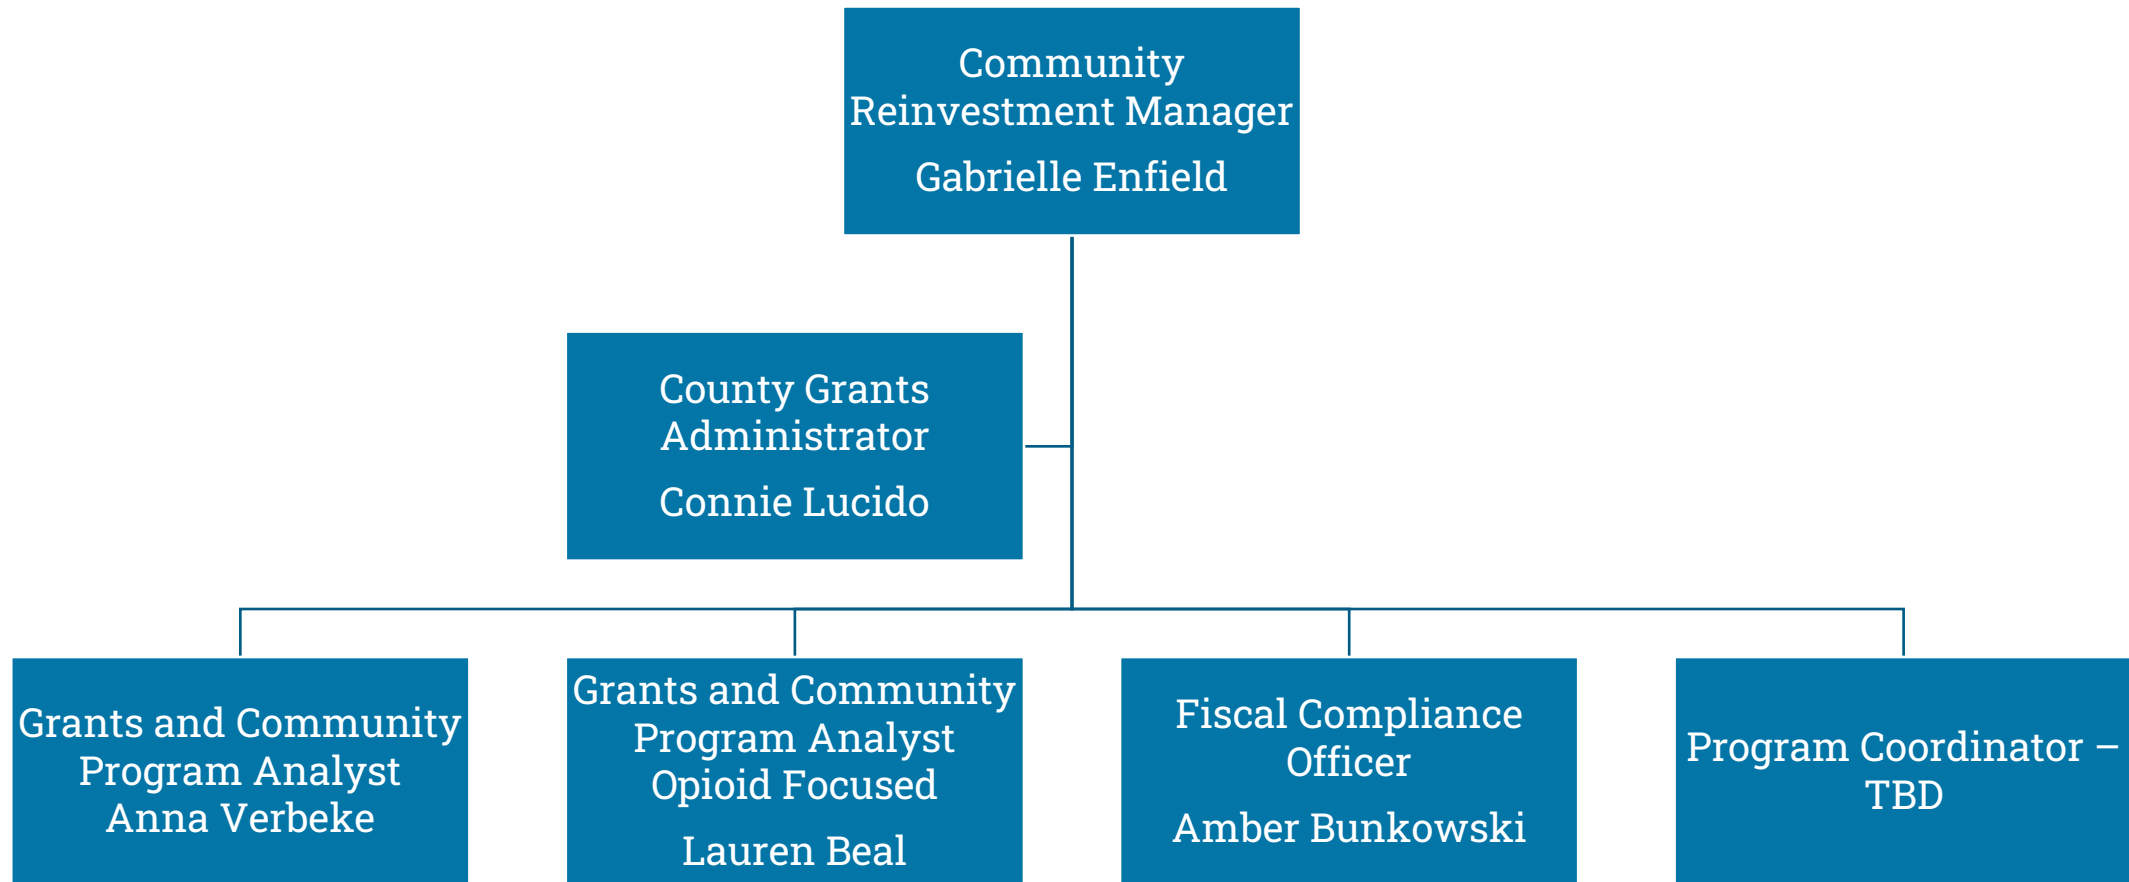 Community
Reinvestment Manager
Gabrielle Enfield
County Grants
Administrator
Connie Lucido
Grants and Community
Program Analyst
Anna Verbeke
Grants and Community
Program Analyst
Opioid Focused
Lauren Beal
Fiscal Compliance
Officer
Amber Bunkowski
Program Coordinator –
TBD